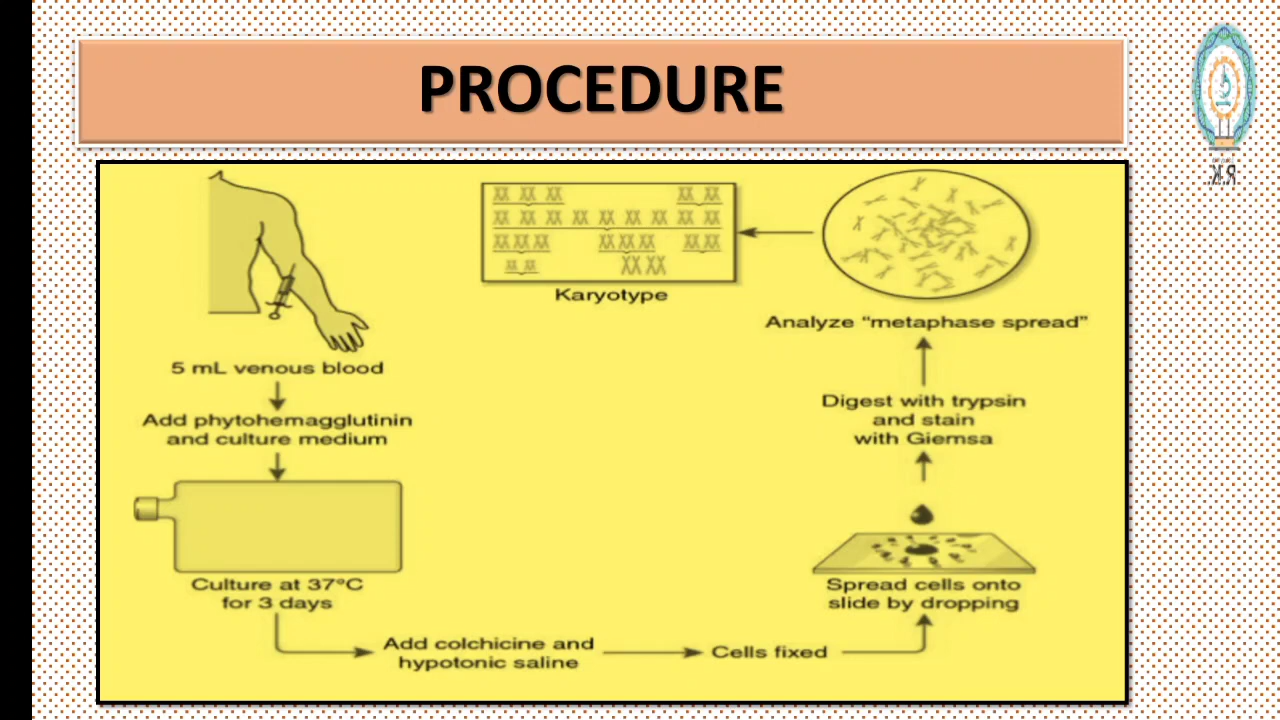 PROCEDURE
5 mL venous blood
Add phytohemagglutinin
and culture medium
Culture at 37°C
for 3 days
Add colchicine and
hypotonic saline
Cells fixed
Spread cells onto
slide by dropping
Digest with trypsin
and stain
with Giemsa
Analyze “metaphase spread”
Karyotype